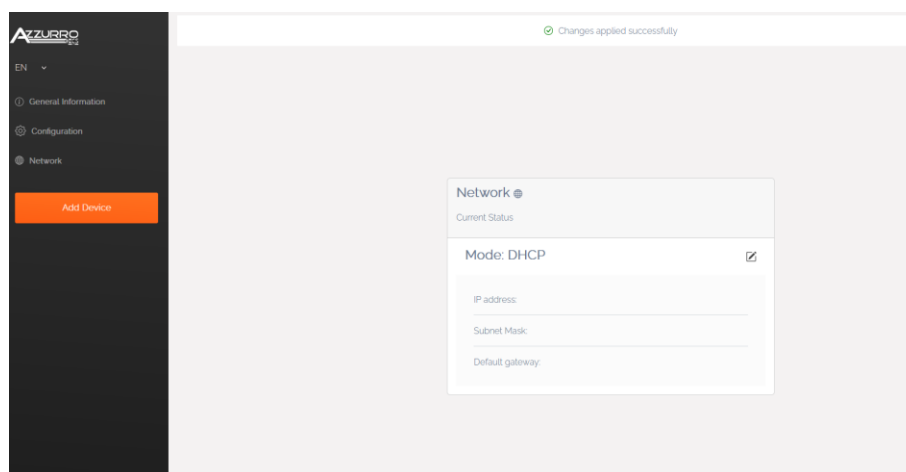 AZZURRO
EN
General Information
Configuration
Network
Add Device
Changes applied successfully
Network
Current Status
Mode: DHCP
IP address:
Subnet Mask:
Default gateway: